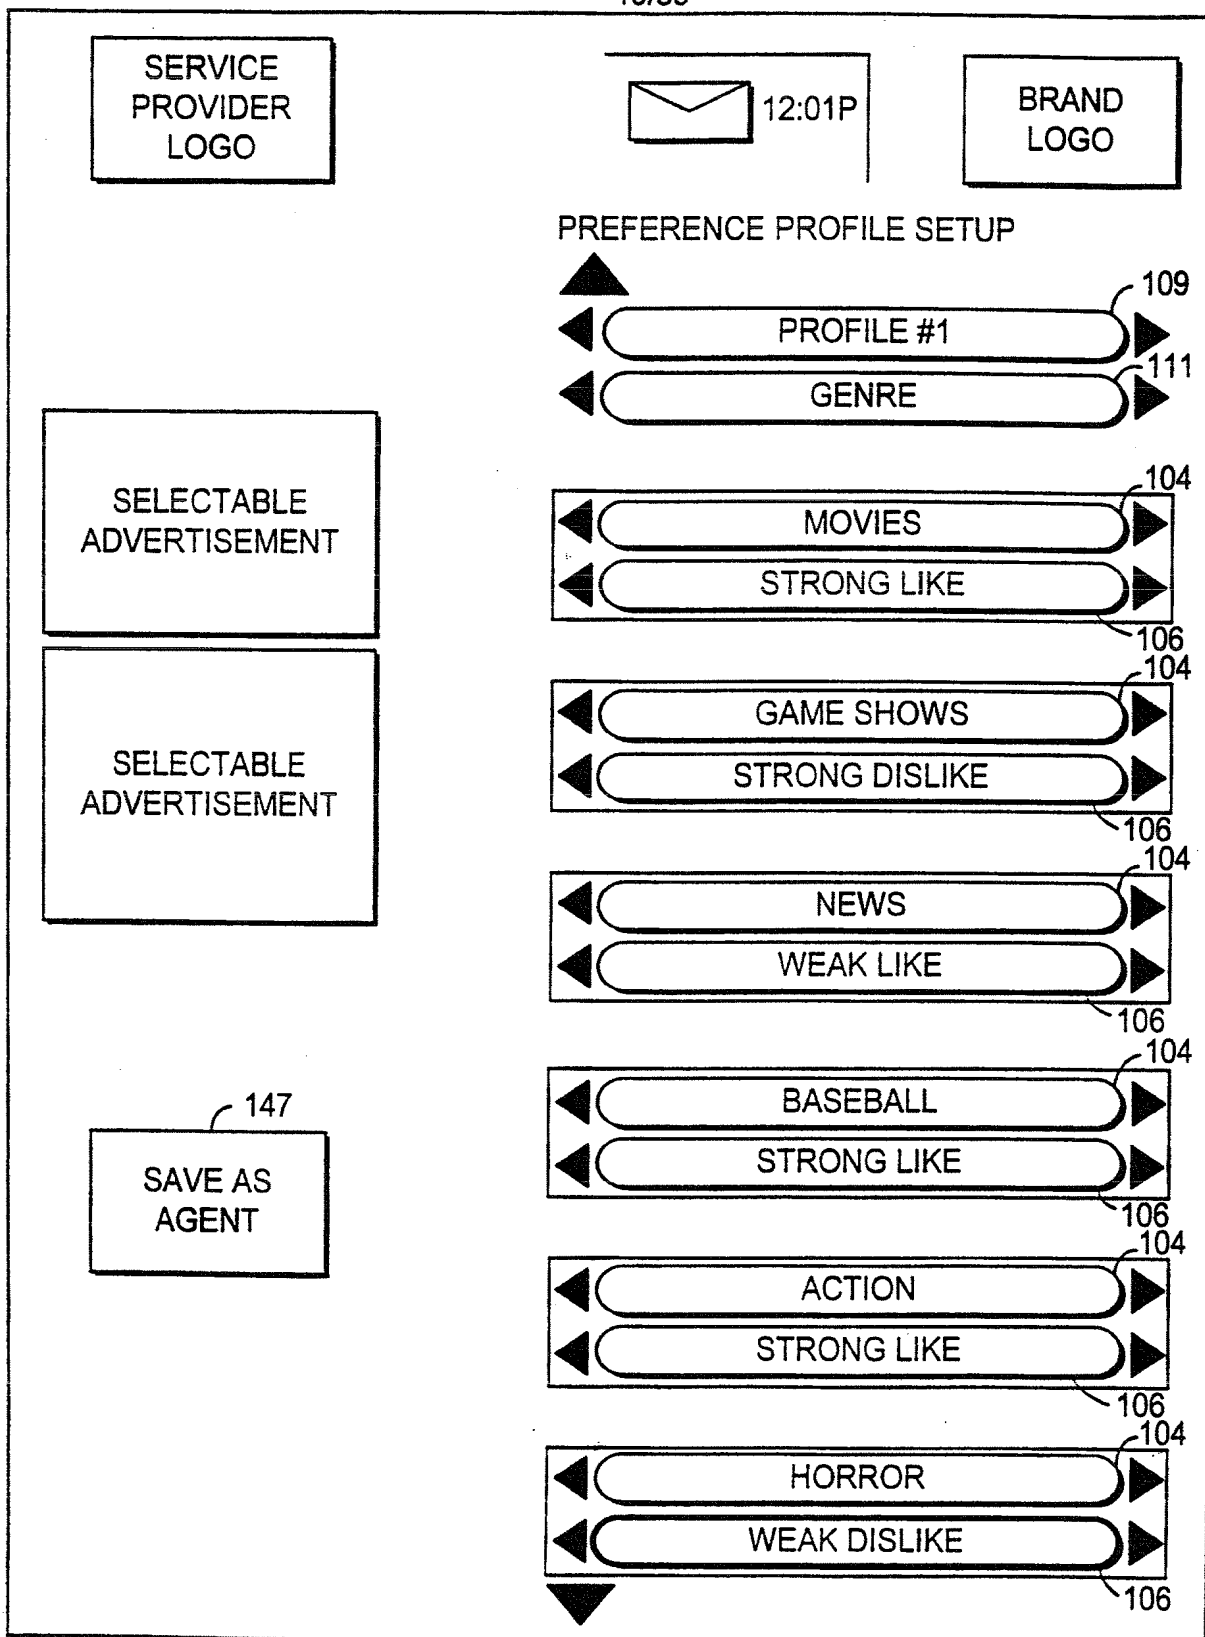 SERVICE
PROVIDER
LOGO
12:01P
BRAND
LOGO
PREFERENCE PROFILE SETUP
109
PROFILE #1
111
GENRE
SELECTABLE
ADVERTISEMENT
104
MOVIES
STRONG LIKE
106
SELECTABLE
ADVERTISEMENT
104
GAME SHOWS
STRONG DISLIKE
106
104
NEWS
WEAK LIKE
106
147
SAVE AS
AGENT
104
BASEBALL
STRONG LIKE
106
104
ACTION
STRONG LIKE
106
104
HORROR
WEAK DISLIKE
106